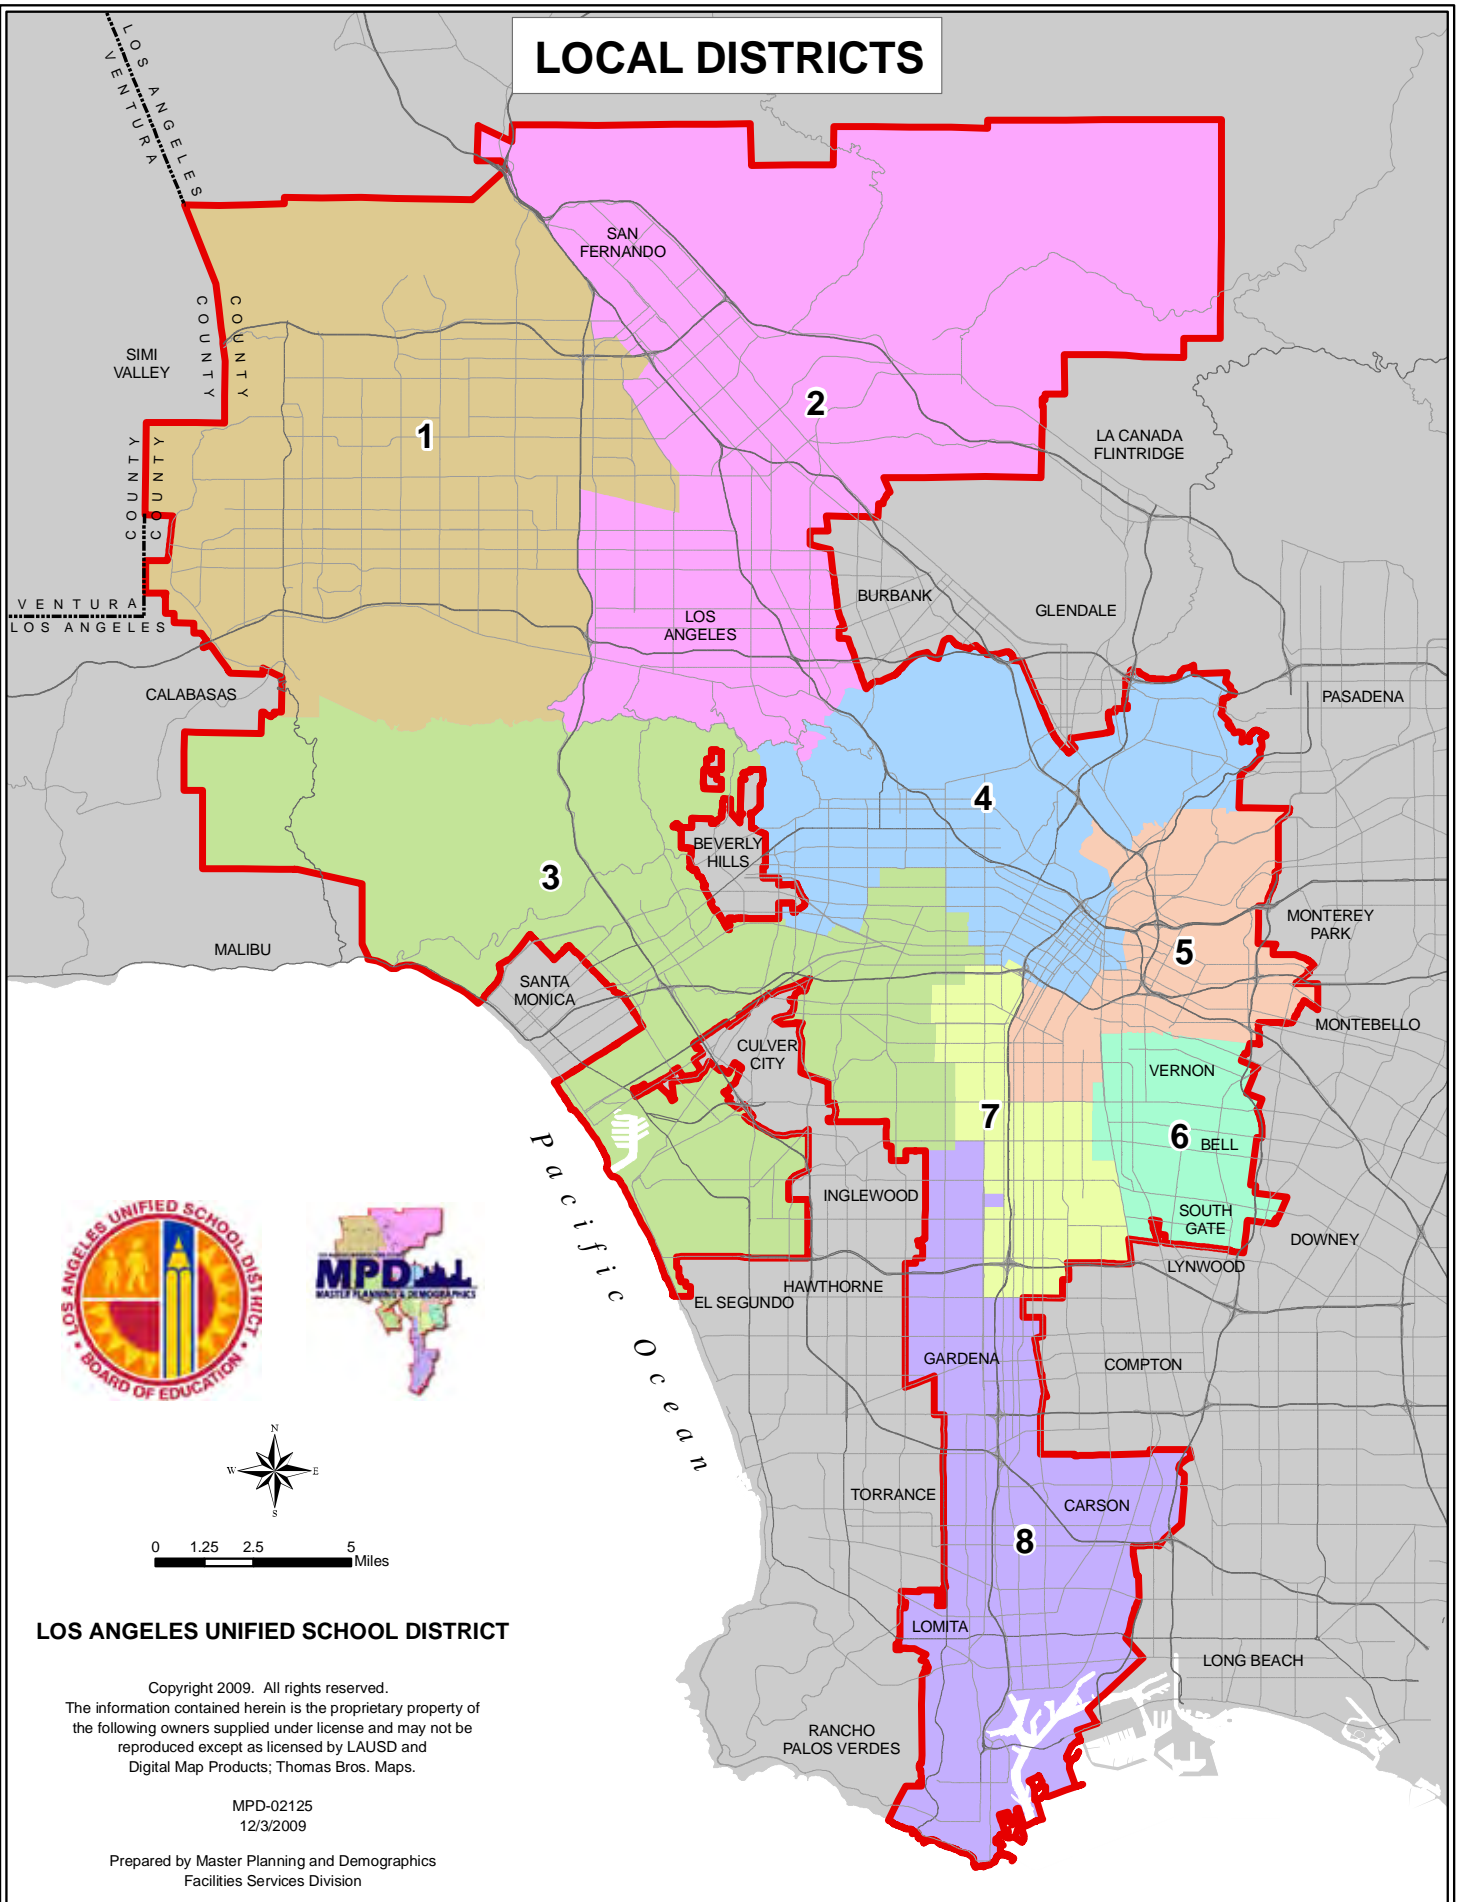 LOCAL DISTRICTS
LOS ANGELES
VENTURA
SAN
FERNANDO
COUNTY
COUNTY
SIMI
VALLEY
2
1
LA CANADA
FLINTRIDGE
COUNTY
COUNTY
VENTURA
LOS ANGELES
BURBANK
GLENDALE
LOS
ANGELES
CALABASAS
PASADENA
4
BEVERLY
HILLS
3
MONTEREY
PARK
MALIBU
5
SANTA
MONICA
MONTEBELLO
CULVER
CITY
VERNON
7
6
BELL
Pacific Ocean
INGLEWOOD
SOUTH
GATE
DOWNEY
LYNWOOD
HAWTHORNE
EL SEGUNDO
GARDENA
COMPTON
TORRANCE
CARSON
8
LOMITA
LONG BEACH
RANCHO
PALOS VERDES
LOS ANGELES UNIFIED SCHOOL DISTRICT
BOARD OF EDUCATION
MPD
MASTER PLANNING & DEMOGRAPHICS
N
W E
S
0 1.25 2.5 5
Miles
LOS ANGELES UNIFIED SCHOOL DISTRICT
Copyright 2009. All rights reserved.
The information contained herein is the proprietary property of
the following owners supplied under license and may not be
reproduced except as licensed by LAUSD and
Digital Map Products; Thomas Bros. Maps.
MPD-02125
12/3/2009
Prepared by Master Planning and Demographics
Facilities Services Division